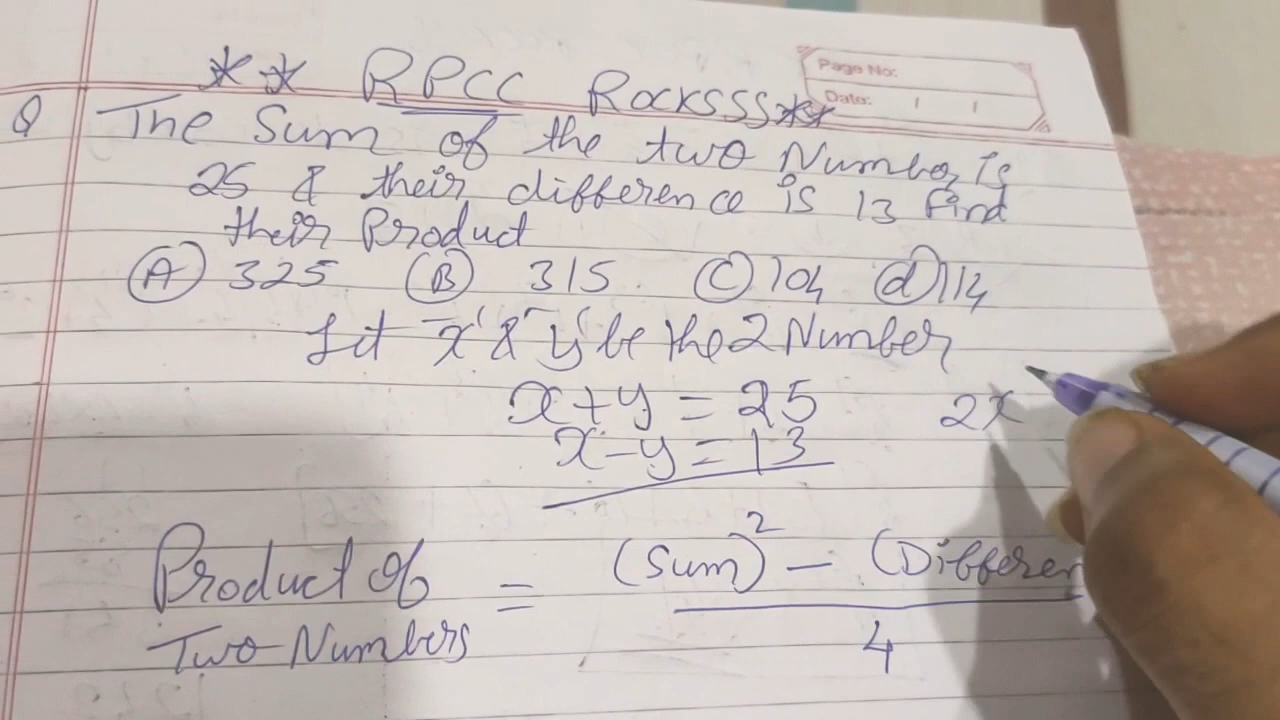 ** RPCC Rocksss**
Page No:
Date: / /
Q The Sum of the two Number is
25 & their difference is 13 find
their Product
(A) 325 (B) 315 (C) 104 (d) 114
Let 'x' & 'y' be the 2 Number
x+y = 25 2x
x-y = 13
Product of
Two Numbers = (Sum)² - (Differen
4